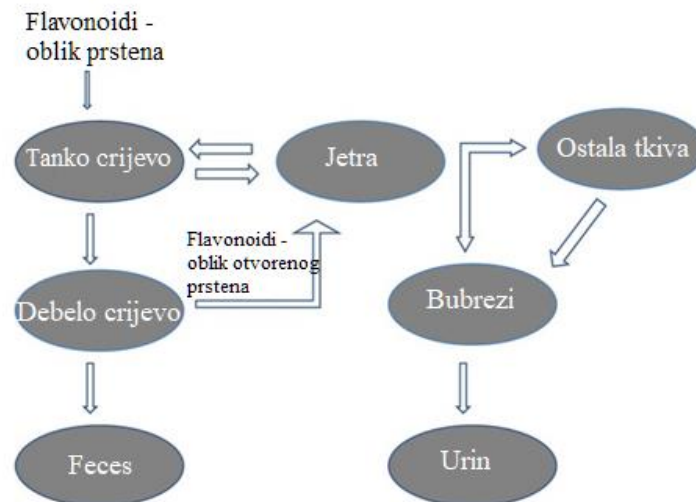 Flavonoidi -
oblik prstena
Tanko crijevo
Jetra
Ostala tkiva
Flavonoidi -
oblik otvorenog
prstena
Debelo crijevo
Bubrezi
Feces
Urin